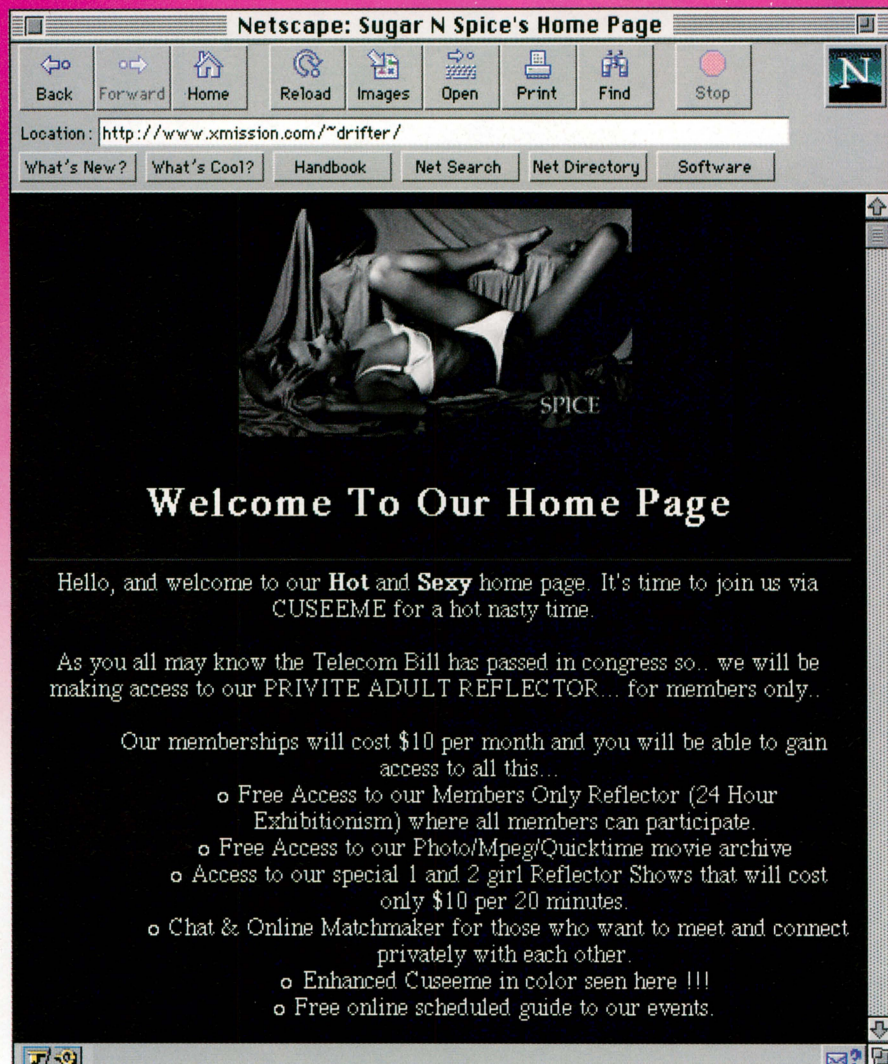 Netscape: Sugar N Spice's Home Page
Back Forward Home Reload Images Open Print Find Stop
N
Location: http://www.xmission.com/~drifter/
What's New? What's Cool? Handbook Net Search Net Directory Software
SPICE
Welcome To Our Home Page
Hello, and welcome to our Hot and Sexy home page. It's time to join us via
CUSEEME for a hot nasty time.
As you all may know the Telecom Bill has passed in congress so.. we will be
making access to our PRIVITE ADULT REFLECTOR... for members only..
Our memberships will cost $10 per month and you will be able to gain
access to all this...
o Free Access to our Members Only Reflector (24 Hour
Exhibitionism) where all members can participate.
o Free Access to our Photo/Mpeg/Quicktime movie archive
o Access to our special 1 and 2 girl Reflector Shows that will cost
only $10 per 20 minutes.
o Chat & Online Matchmaker for those who want to meet and connect
privately with each other.
o Enhanced Cuseeme in color seen here !!!
o Free online scheduled guide to our events.